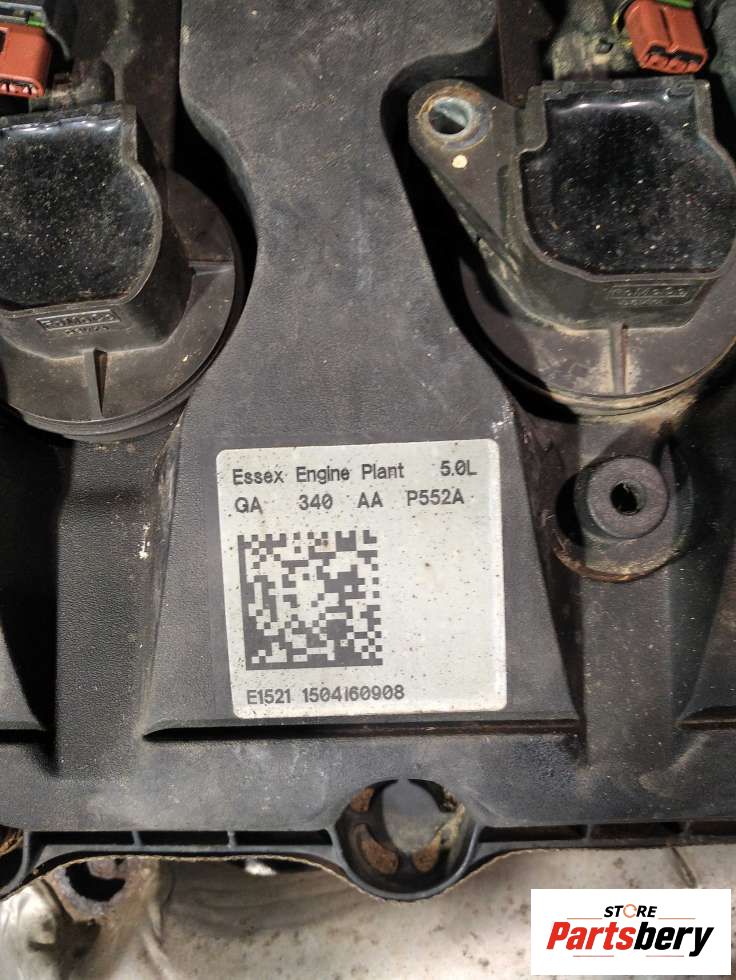 Essex Engine Plant 5.0L
GA 340 AA P552A
E1521 1504160908
STORE
Partsbery